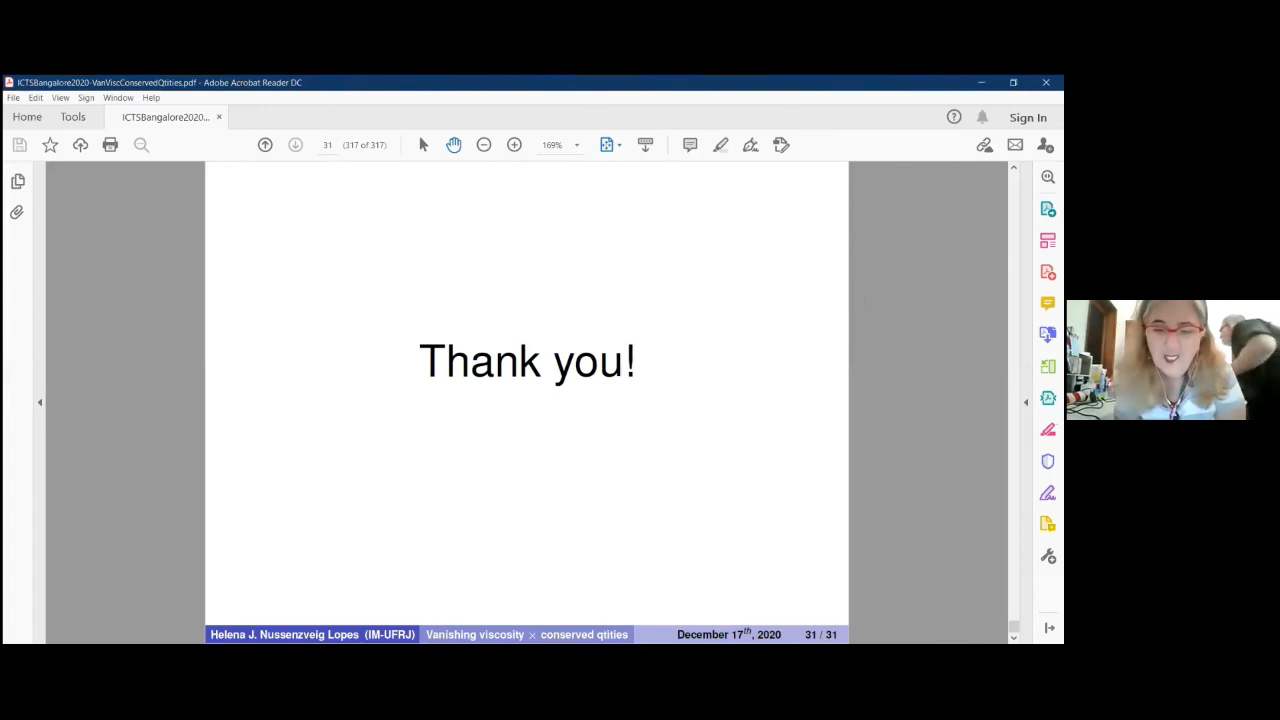 ICTSBangalore2020-VanViscConservedQtities.pdf - Adobe Acrobat Reader DC
File Edit View Sign Window Help
Home Tools ICTSBangalore2020... × Sign In
31 (317 of 317) 169%
Thank you!
Helena J. Nussenzveig Lopes (IM-UFRJ) Vanishing viscosity × conserved qtities December 17th, 2020 31 / 31